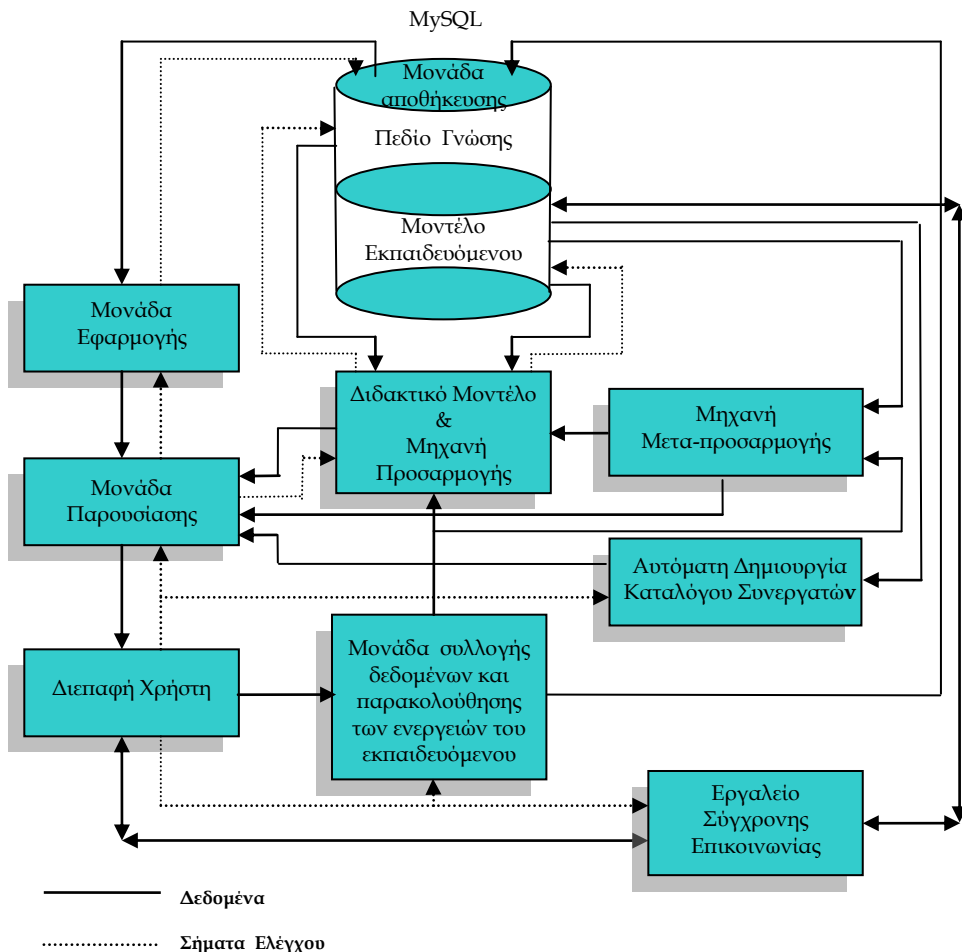 MySQL
Μονάδα
αποθήκευσης
Πεδίο Γνώσης
Μοντέλο
Εκπαιδευόμενου
Μονάδα
Εφαρμογής
Διδακτικό Μοντέλο
&
Μηχανή
Προσαρμογής
Μηχανή
Μετα-προσαρμογής
Μονάδα
Παρουσίασης
Αυτόματη Δημιουργία
Καταλόγου Συνεργατών
Διεπαφή Χρήστη
Μονάδα συλλογής
δεδομένων και
παρακολούθησης
των ενεργειών του
εκπαιδευόμενου
Εργαλείο
Σύγχρονης
Επικοινωνίας
Δεδομένα
Σήματα Ελέγχου